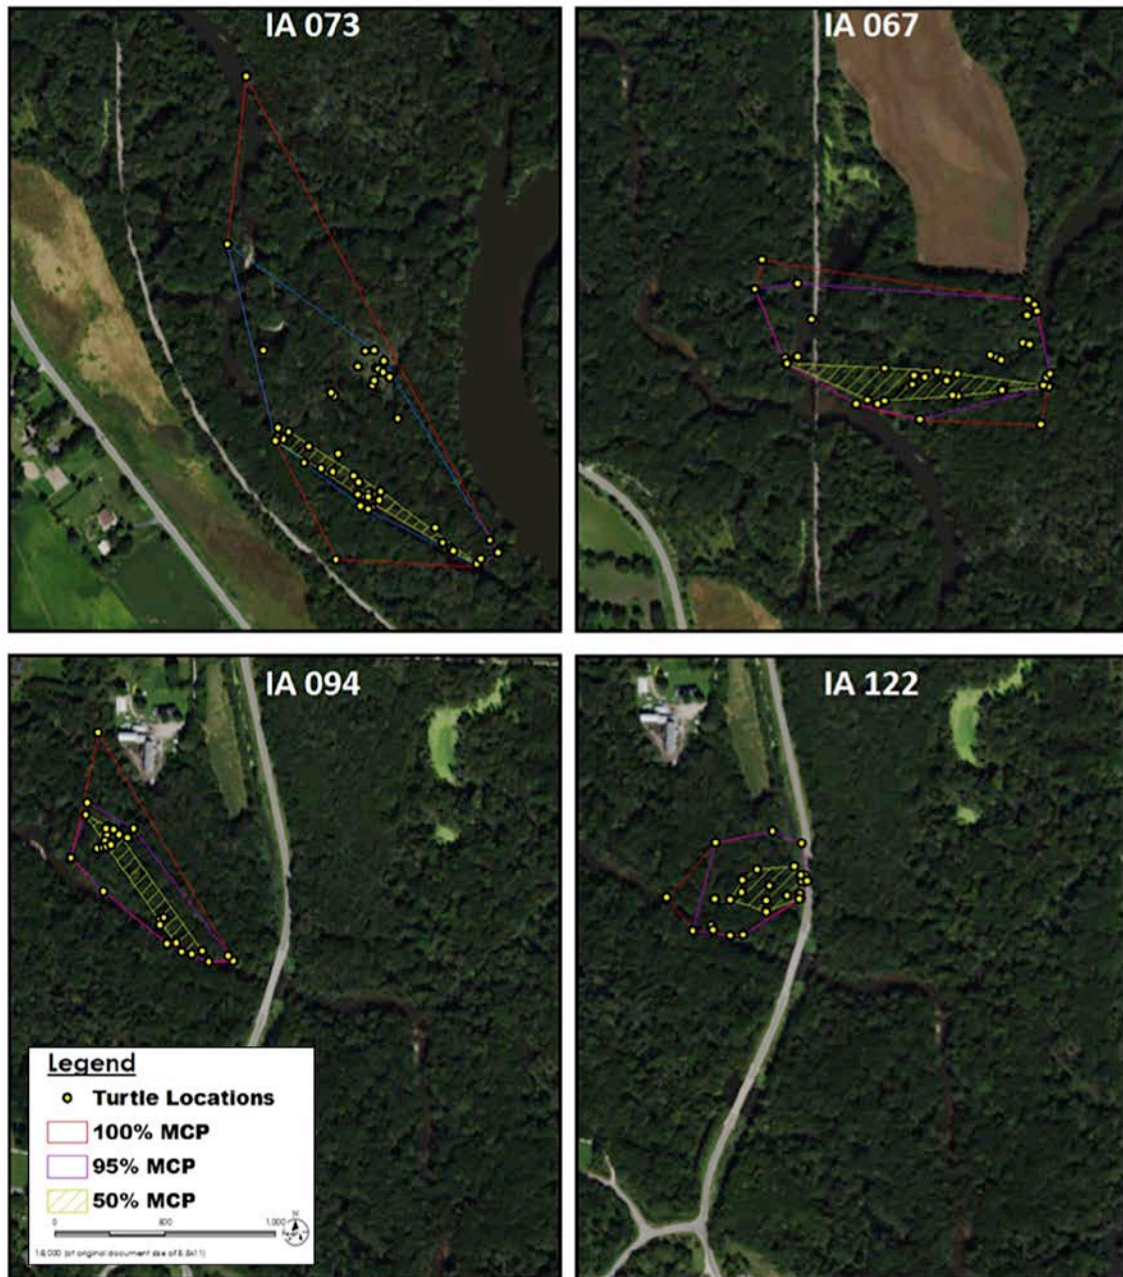 IA 073
IA 067
IA 094
IA 122
Legend
Turtle Locations
100% MCP
95% MCP
50% MCP
0 1,000
N